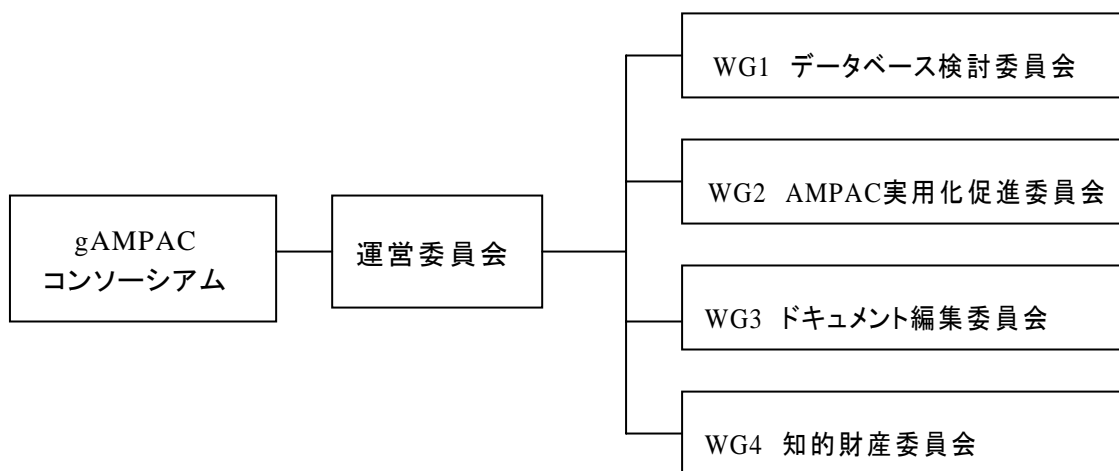 gAMPAC
コンソーシアム
運営委員会
WG1 データベース検討委員会
WG2 AMPAC実用化促進委員会
WG3 ドキュメント編集委員会
WG4 知的財産委員会